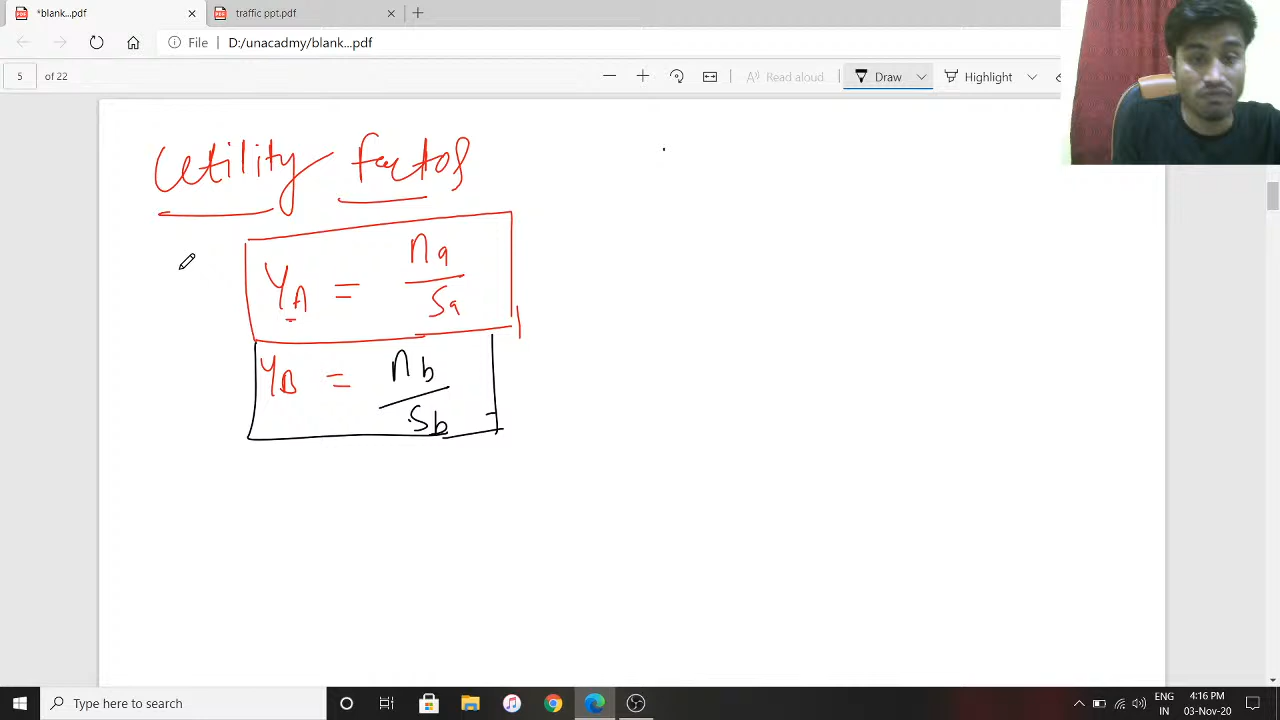 *blank...pdf
traffic ppt.pdf
File D:/unacadmy/blank...pdf
5 of 22
Read aloud Draw Highlight
Utility factor
YA = na / Sa
YB = nb / Sb
Type here to search
ENG
IN
4:16 PM
03-Nov-20